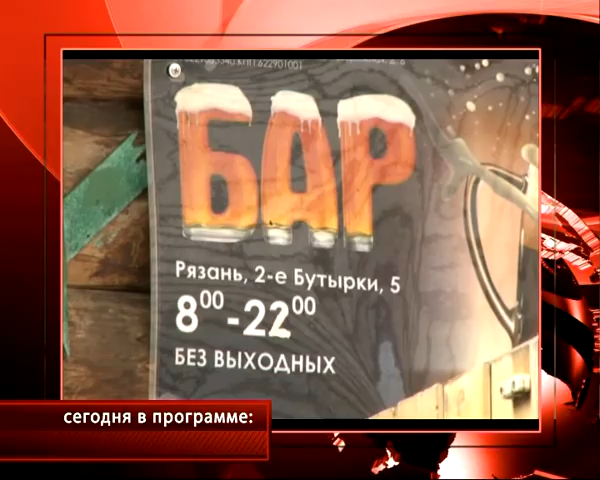 БАР
Рязань, 2-е Бутырки, 5
8⁰⁰-22⁰⁰
БЕЗ ВЫХОДНЫХ
сегодня в программе: